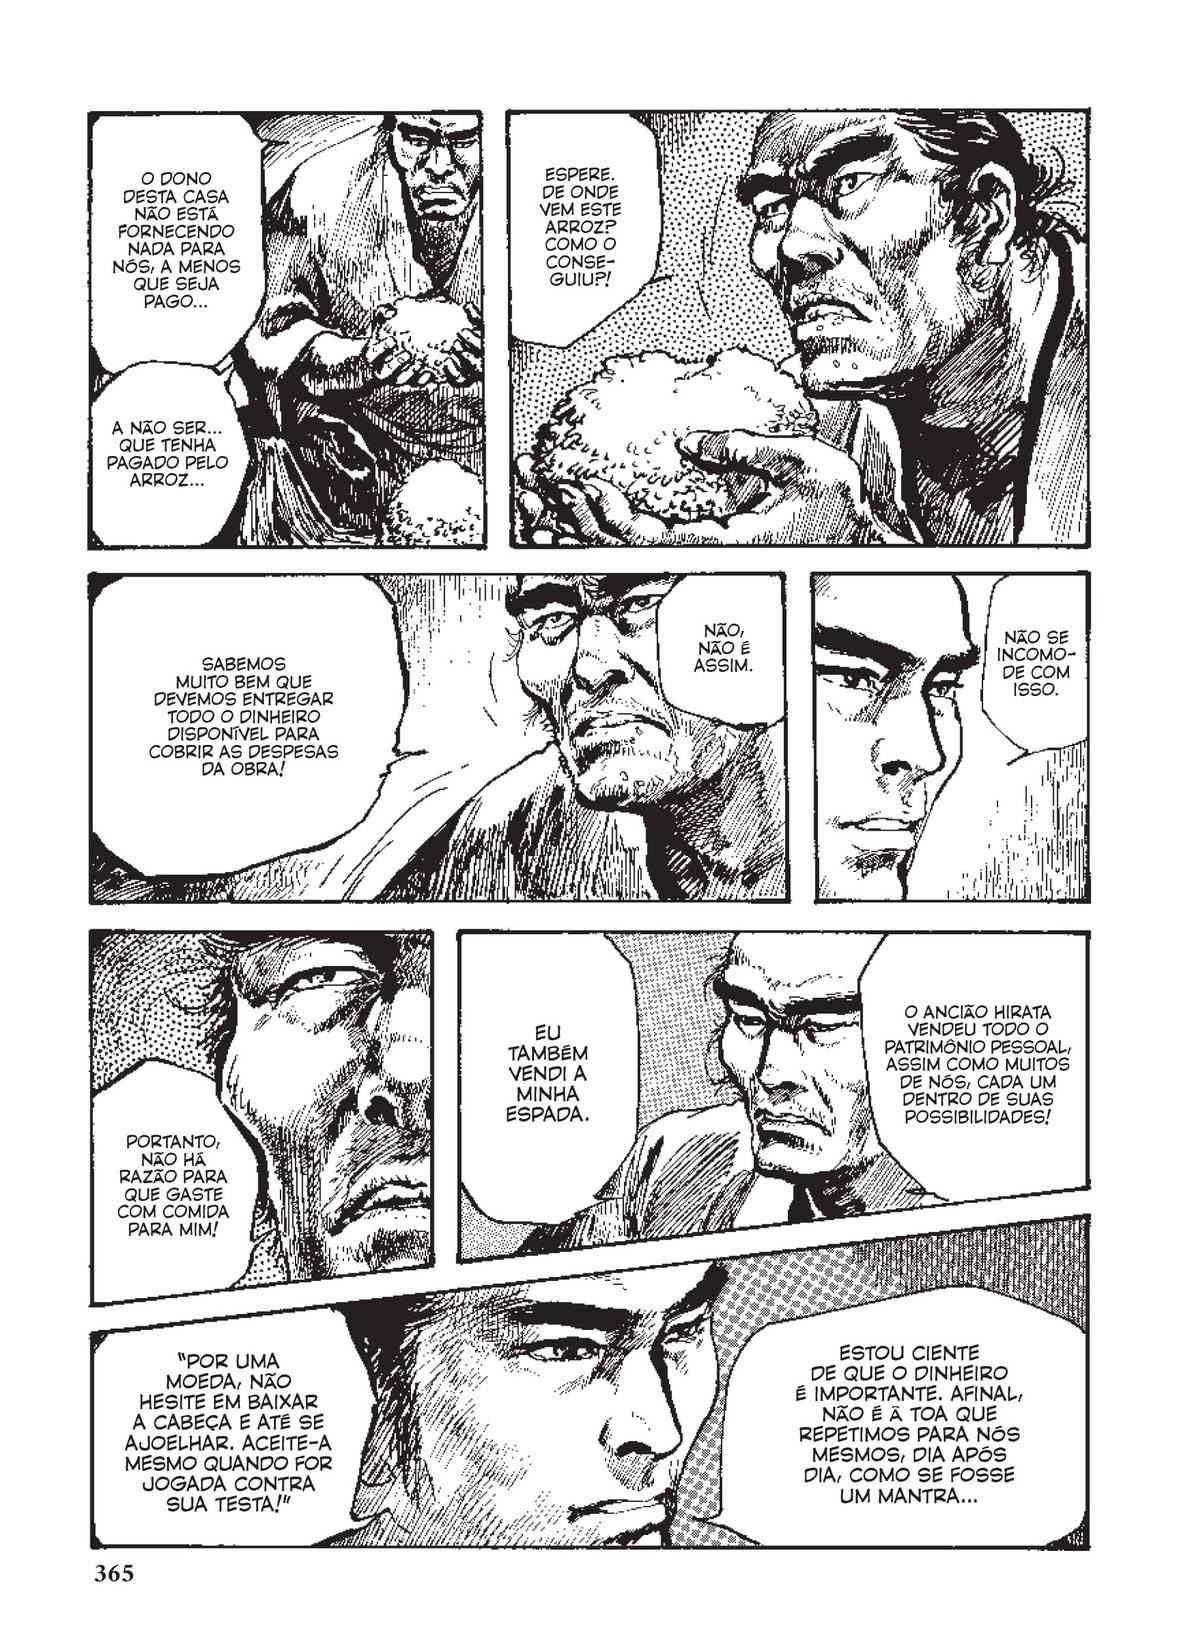 ESPERE.
DE ONDE
VEM ESTE
ARROZ?
COMO O
CONSE-
GUIU?!
O DONO
DESTA CASA
NÃO ESTÁ
FORNECENDO
NADA PARA
NÓS, A MENOS
QUE SEJA
PAGO...
A NÃO SER...
QUE TENHA
PAGADO PELO
ARROZ...
NÃO SE
INCOMO-
DE COM
ISSO.
NÃO,
NÃO É
ASSIM.
SABEMOS
MUITO BEM QUE
DEVEMOS ENTREGAR
TODO O DINHEIRO
DISPONÍVEL PARA
COBRIR AS DESPESAS
DA OBRA!
O ANCIÃO HIRATA
VENDEU TODO O
PATRIMÔNIO PESSOAL,
ASSIM COMO MUITOS
DE NÓS, CADA UM
DENTRO DE SUAS
POSSIBILIDADES!
EU
TAMBÉM
VENDI A
MINHA
ESPADA.
PORTANTO,
NÃO HÁ
RAZÃO PARA
QUE GASTE
COM COMIDA
PARA MIM!
ESTOU CIENTE
DE QUE O DINHEIRO
É IMPORTANTE. AFINAL,
NÃO É À TOA QUE
REPETIMOS PARA NÓS
MESMOS, DIA APÓS
DIA, COMO SE FOSSE
UM MANTRA...
"POR UMA
MOEDA, NÃO
HESITE EM BAIXAR
A CABEÇA E ATÉ SE
AJOELHAR. ACEITE-A
MESMO QUANDO FOR
JOGADA CONTRA
SUA TESTA!"
365